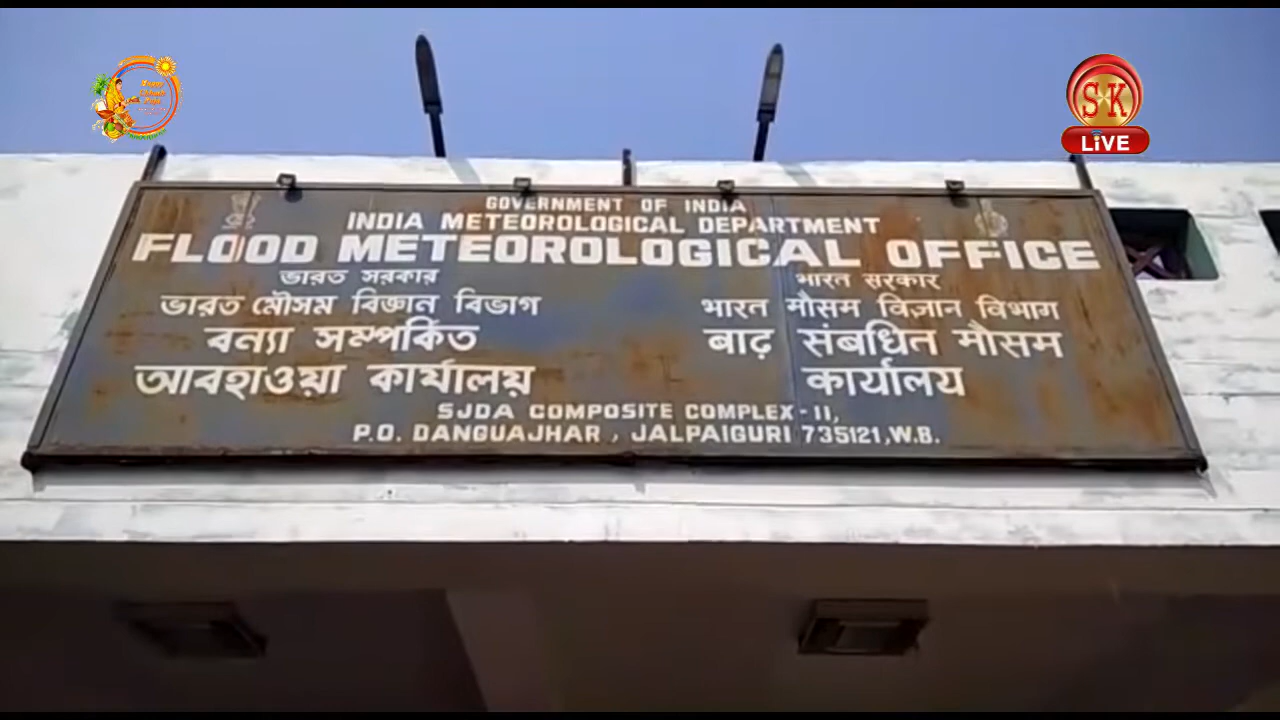 SK
LiVE
GOVERNMENT OF INDIA
INDIA METEOROLOGICAL DEPARTMENT
FLOOD METEOROLOGICAL OFFICE
ভারত সরকার
ভারত মৌসম বিজ্ঞান বিভাগ
বন্যা সম্পর্কিত
আবহাওয়া কার্যালয়
भारत सरकार
भारत मौसम विज्ञान विभाग
बाढ़ संबधित मौसम
कार्यालय
SJDA COMPOSITE COMPLEX - II,
P.O. DANGUAJHAR , JALPAIGURI 735121,W.B.